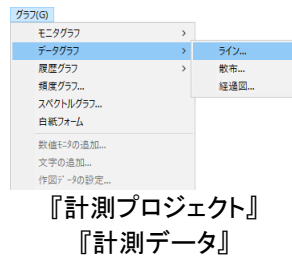 グラフ(G)
モニタグラフ >
データグラフ > ライン...
履歴グラフ > 散布...
頻度グラフ... 経過図...
スペクトルグラフ...
白紙フォーム
数値モニタの追加...
文字の追加...
作図データの設定...
『計測プロジェクト』
『計測データ』